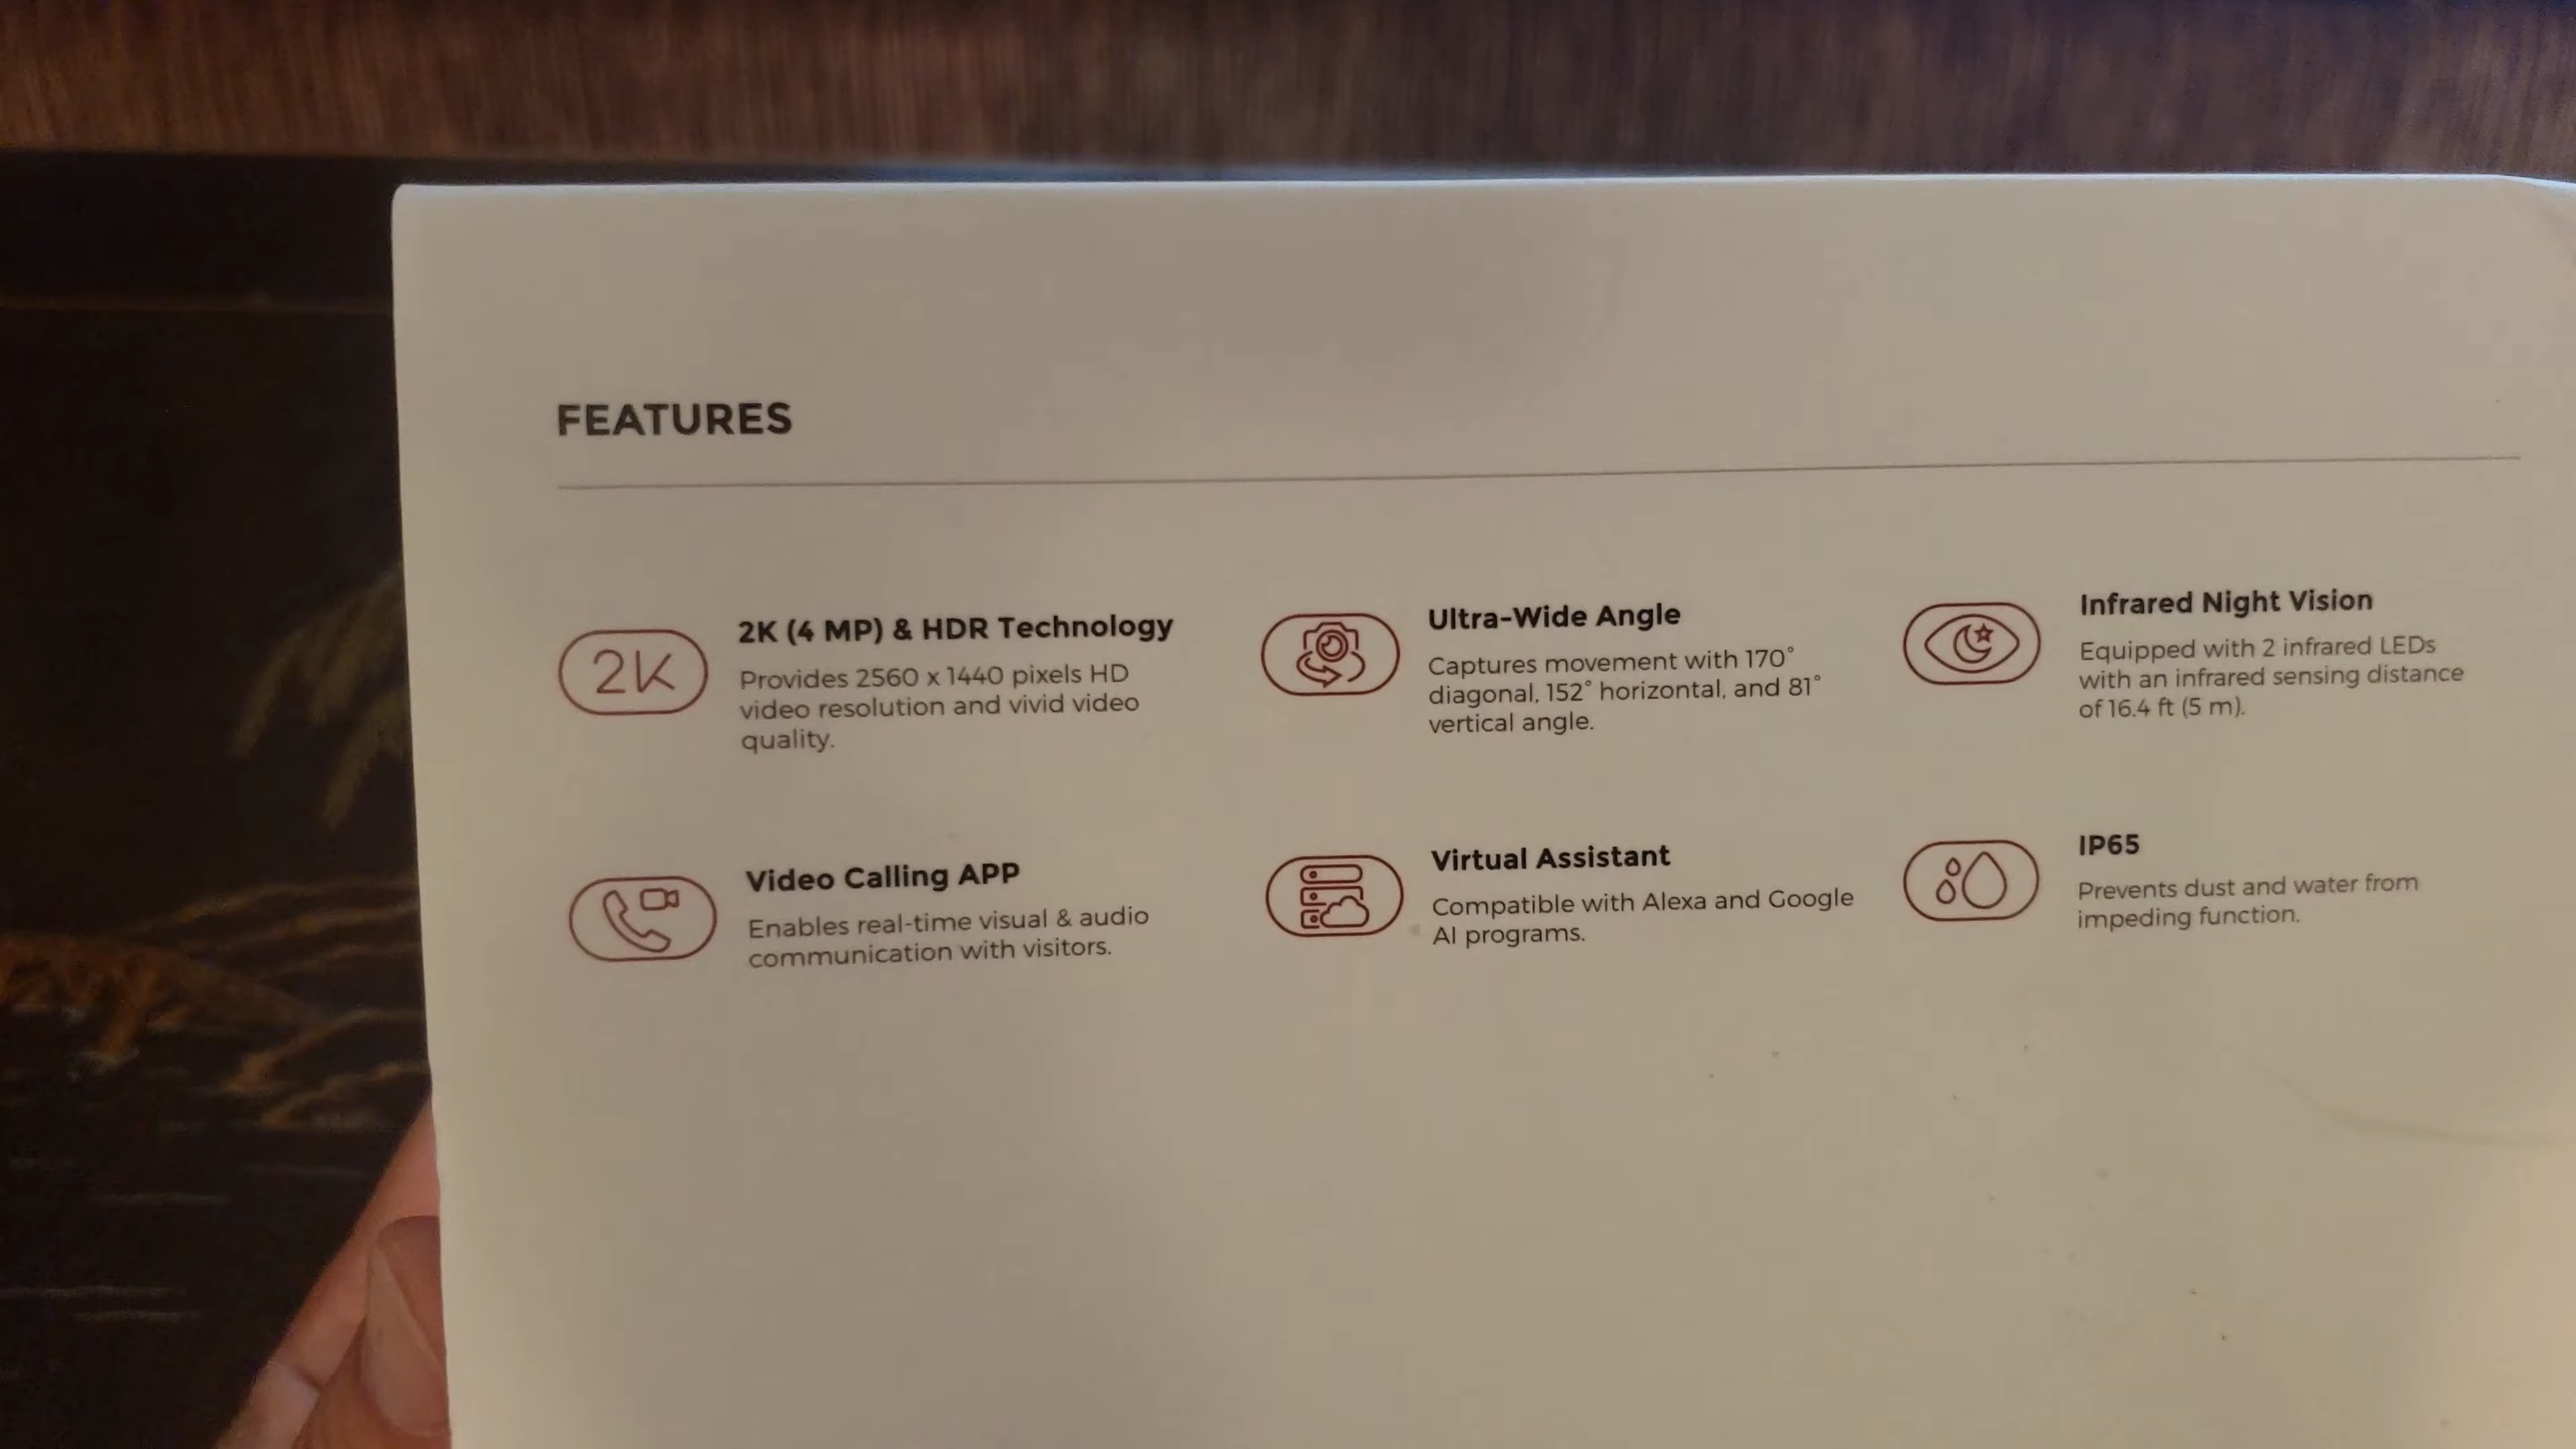 FEATURES
2K
2K (4 MP) & HDR Technology
Provides 2560 x 1440 pixels HD
video resolution and vivid video
quality.
Ultra-Wide Angle
Captures movement with 170°
diagonal, 152° horizontal, and 81°
vertical angle.
Infrared Night Vision
Equipped with 2 infrared LEDs
with an infrared sensing distance
of 16.4 ft (5 m).
Video Calling APP
Enables real-time visual & audio
communication with visitors.
Virtual Assistant
Compatible with Alexa and Google
AI programs.
IP65
Prevents dust and water from
impeding function.